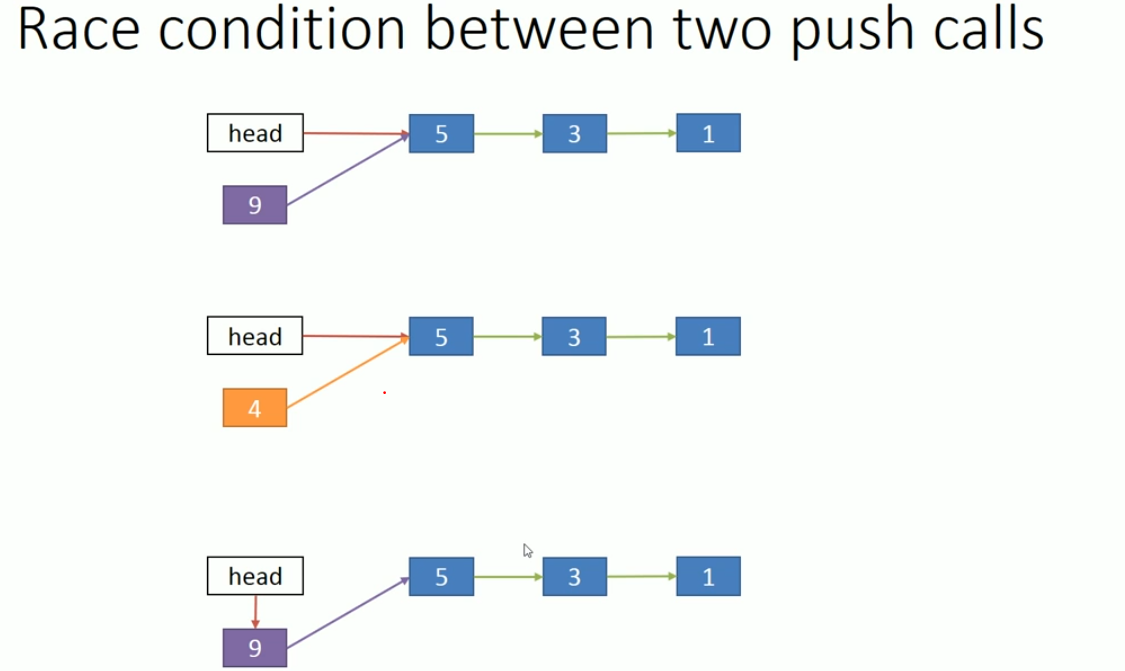 Race condition between two push calls
head 5 3 1
9
head 5 3 1
4
head 5 3 1
9